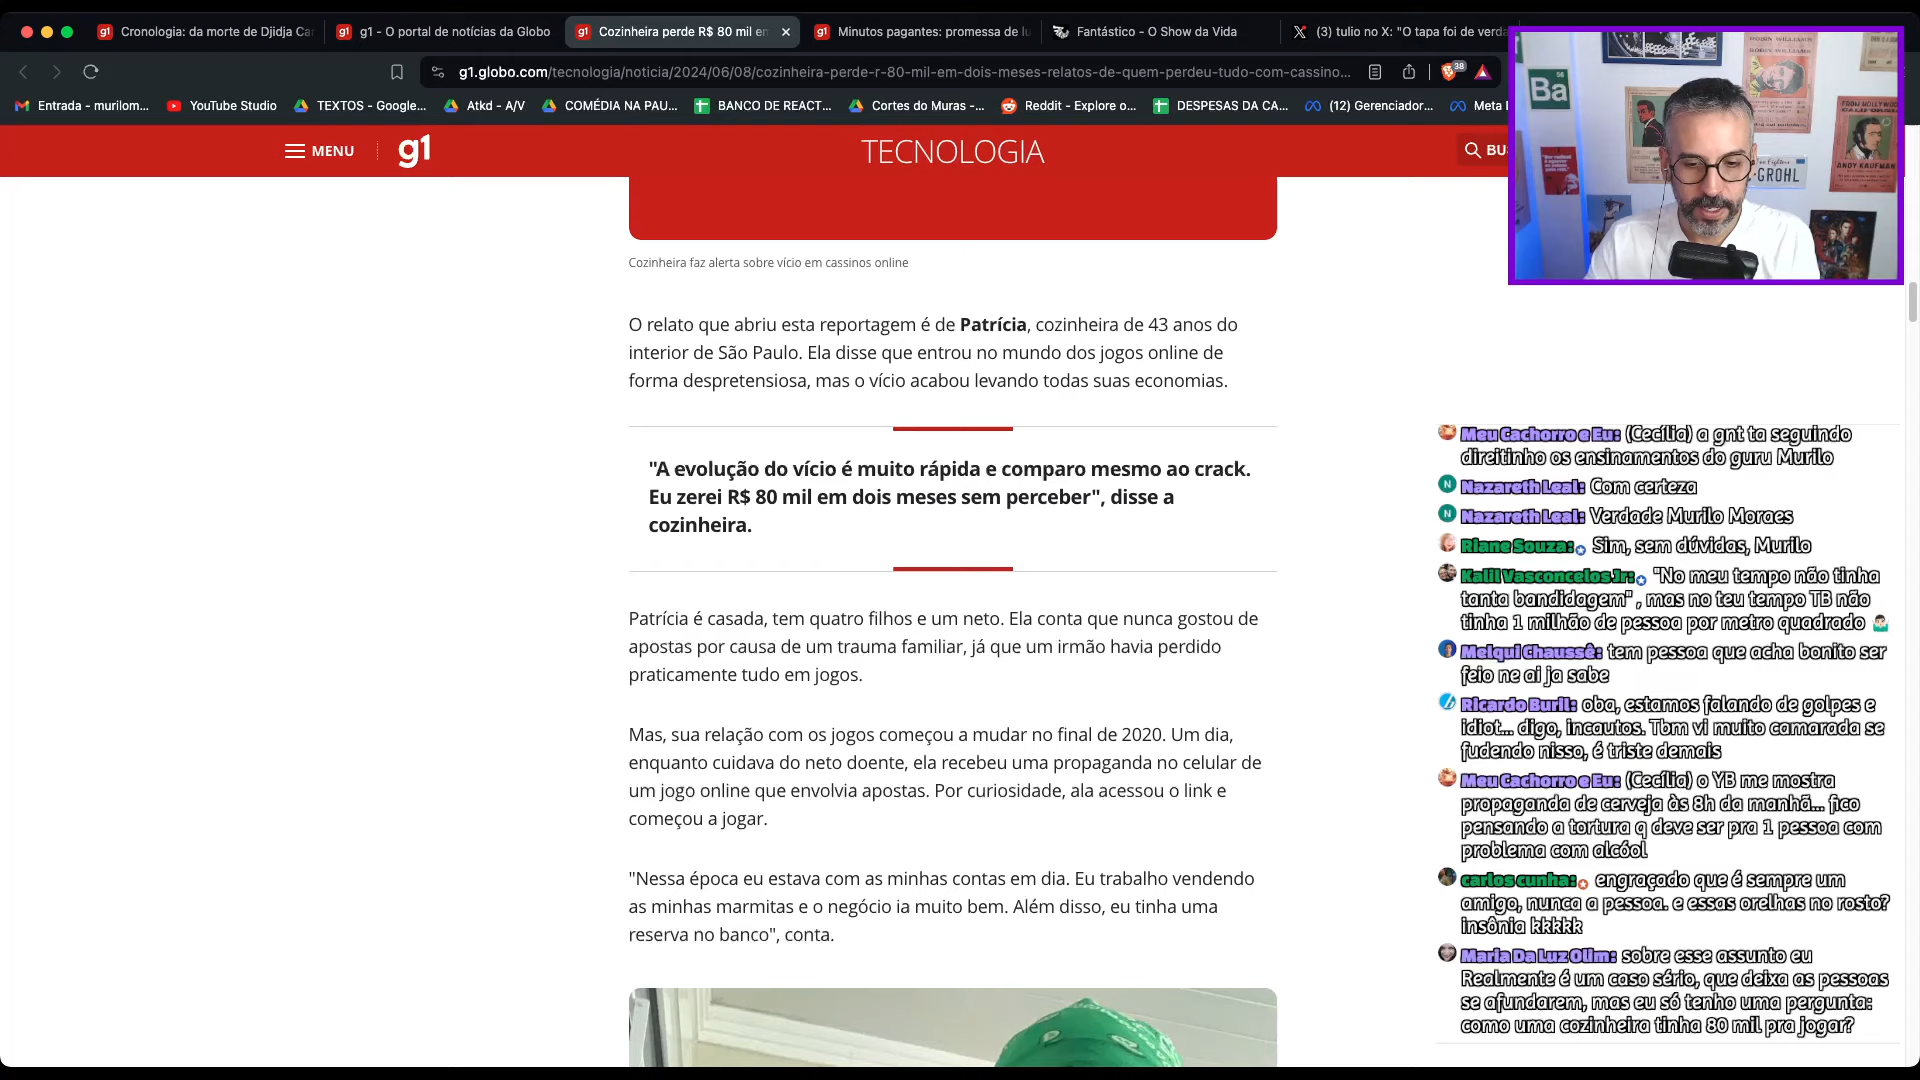 Cronologia: da morte de Djidja Ca
g1 - O portal de notícias da Globo
Cozinheira perde R$ 80 mil em
Minutos pagantes: promessa de lu
Fantástico - O Show da Vida
(3) tulio no X: "O tapa foi de verda
g1.globo.com/tecnologia/noticia/2024/06/08/cozinheira-perde-r-80-mil-em-dois-meses-relatos-de-quem-perdeu-tudo-com-cassino...
38
Entrada - murilom...
YouTube Studio
TEXTOS - Google...
Atkd - A/V
COMÉDIA NA PAU...
BANCO DE REACT...
Cortes do Muras -...
Reddit - Explore o...
DESPESAS DA CA...
(12) Gerenciador...
Meta
MENU
g1
TECNOLOGIA
BU
Ba
56
ROBIN WILLIAMS
FROM HOLLYWOOD
CALIFORNIA
ANDY KAUFMAN
GROHL
Cozinheira faz alerta sobre vício em cassinos online
O relato que abriu esta reportagem é de Patrícia, cozinheira de 43 anos do
interior de São Paulo. Ela disse que entrou no mundo dos jogos online de
forma despretensiosa, mas o vício acabou levando todas suas economias.
"A evolução do vício é muito rápida e comparo mesmo ao crack.
Eu zerei R$ 80 mil em dois meses sem perceber", disse a
cozinheira.
Patrícia é casada, tem quatro filhos e um neto. Ela conta que nunca gostou de
apostas por causa de um trauma familiar, já que um irmão havia perdido
praticamente tudo em jogos.
Mas, sua relação com os jogos começou a mudar no final de 2020. Um dia,
enquanto cuidava do neto doente, ela recebeu uma propaganda no celular de
um jogo online que envolvia apostas. Por curiosidade, ala acessou o link e
começou a jogar.
"Nessa época eu estava com as minhas contas em dia. Eu trabalho vendendo
as minhas marmitas e o negócio ia muito bem. Além disso, eu tinha uma
reserva no banco", conta.
Meu Cachorro e Eu: (Cecília) a gnt ta seguindo
direitinho os ensinamentos do guru Murilo
N
Nazareth Leal: Com certeza
N
Nazareth Leal: Verdade Murilo Moraes
Riane Souza: Sim, sem dúvidas, Murilo
Kalil Vasconcelos Jr: "No meu tempo não tinha
tanta bandidagem" , mas no teu tempo TB não
tinha 1 milhão de pessoa por metro quadrado 🤷🏻‍♂️
Melqui Chaussê: tem pessoa que acha bonito ser
feio ne ai ja sabe
Ricardo Buril: oba, estamos falando de golpes e
idiot... digo, incautos. Tbm vi muito camarada se
fudendo nisso, é triste demais
Meu Cachorro e Eu: (Cecília) o YB me mostra
propaganda de cerveja às 8h da manhã... fico
pensando a tortura q deve ser pra 1 pessoa com
problema com alcóol
carlos cunha: engraçado que é sempre um
amigo, nunca a pessoa. e essas orelhas no rosto?
insônia kkkkk
Maria Da Luz Olim: sobre esse assunto eu
Realmente é um caso sério, que deixa as pessoas
se afundarem, mas eu só tenho uma pergunta:
como uma cozinheira tinha 80 mil pra jogar?